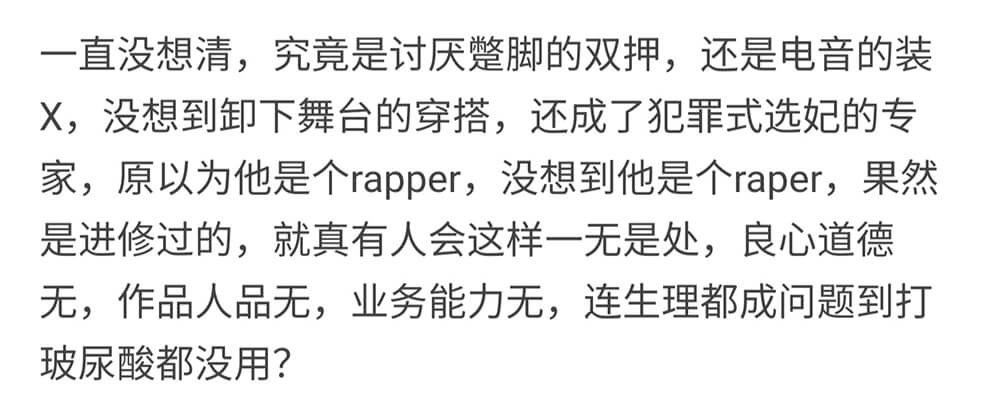 一直没想清，究竟是讨厌蹩脚的双押，还是电音的装
X，没想到卸下舞台的穿搭，还成了犯罪式选妃的专
家，原以为他是个rapper，没想到他是个raper，果然
是进修过的，就真有人会这样一无是处，良心道德
无，作品人品无，业务能力无，连生理都成问题到打
玻尿酸都没用？